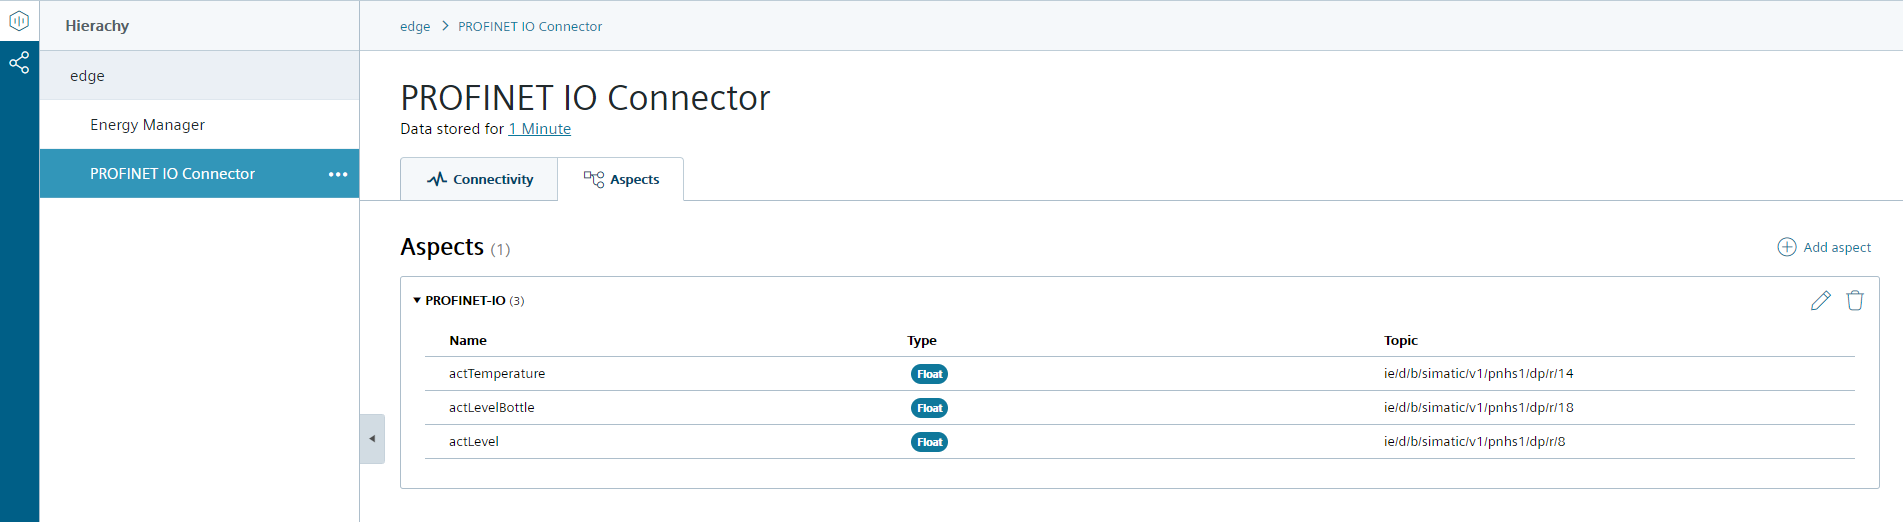 Hierachy
edge
Energy Manager
PROFINET IO Connector
edge > PROFINET IO Connector
PROFINET IO Connector
Data stored for 1 Minute
Connectivity
Aspects
Aspects (1)
Add aspect
PROFINET-IO (3)
Name Type Topic
actTemperature Float ie/d/b/simatic/v1/pnhs1/dp/r/14
actLevelBottle Float ie/d/b/simatic/v1/pnhs1/dp/r/18
actLevel Float ie/d/b/simatic/v1/pnhs1/dp/r/8